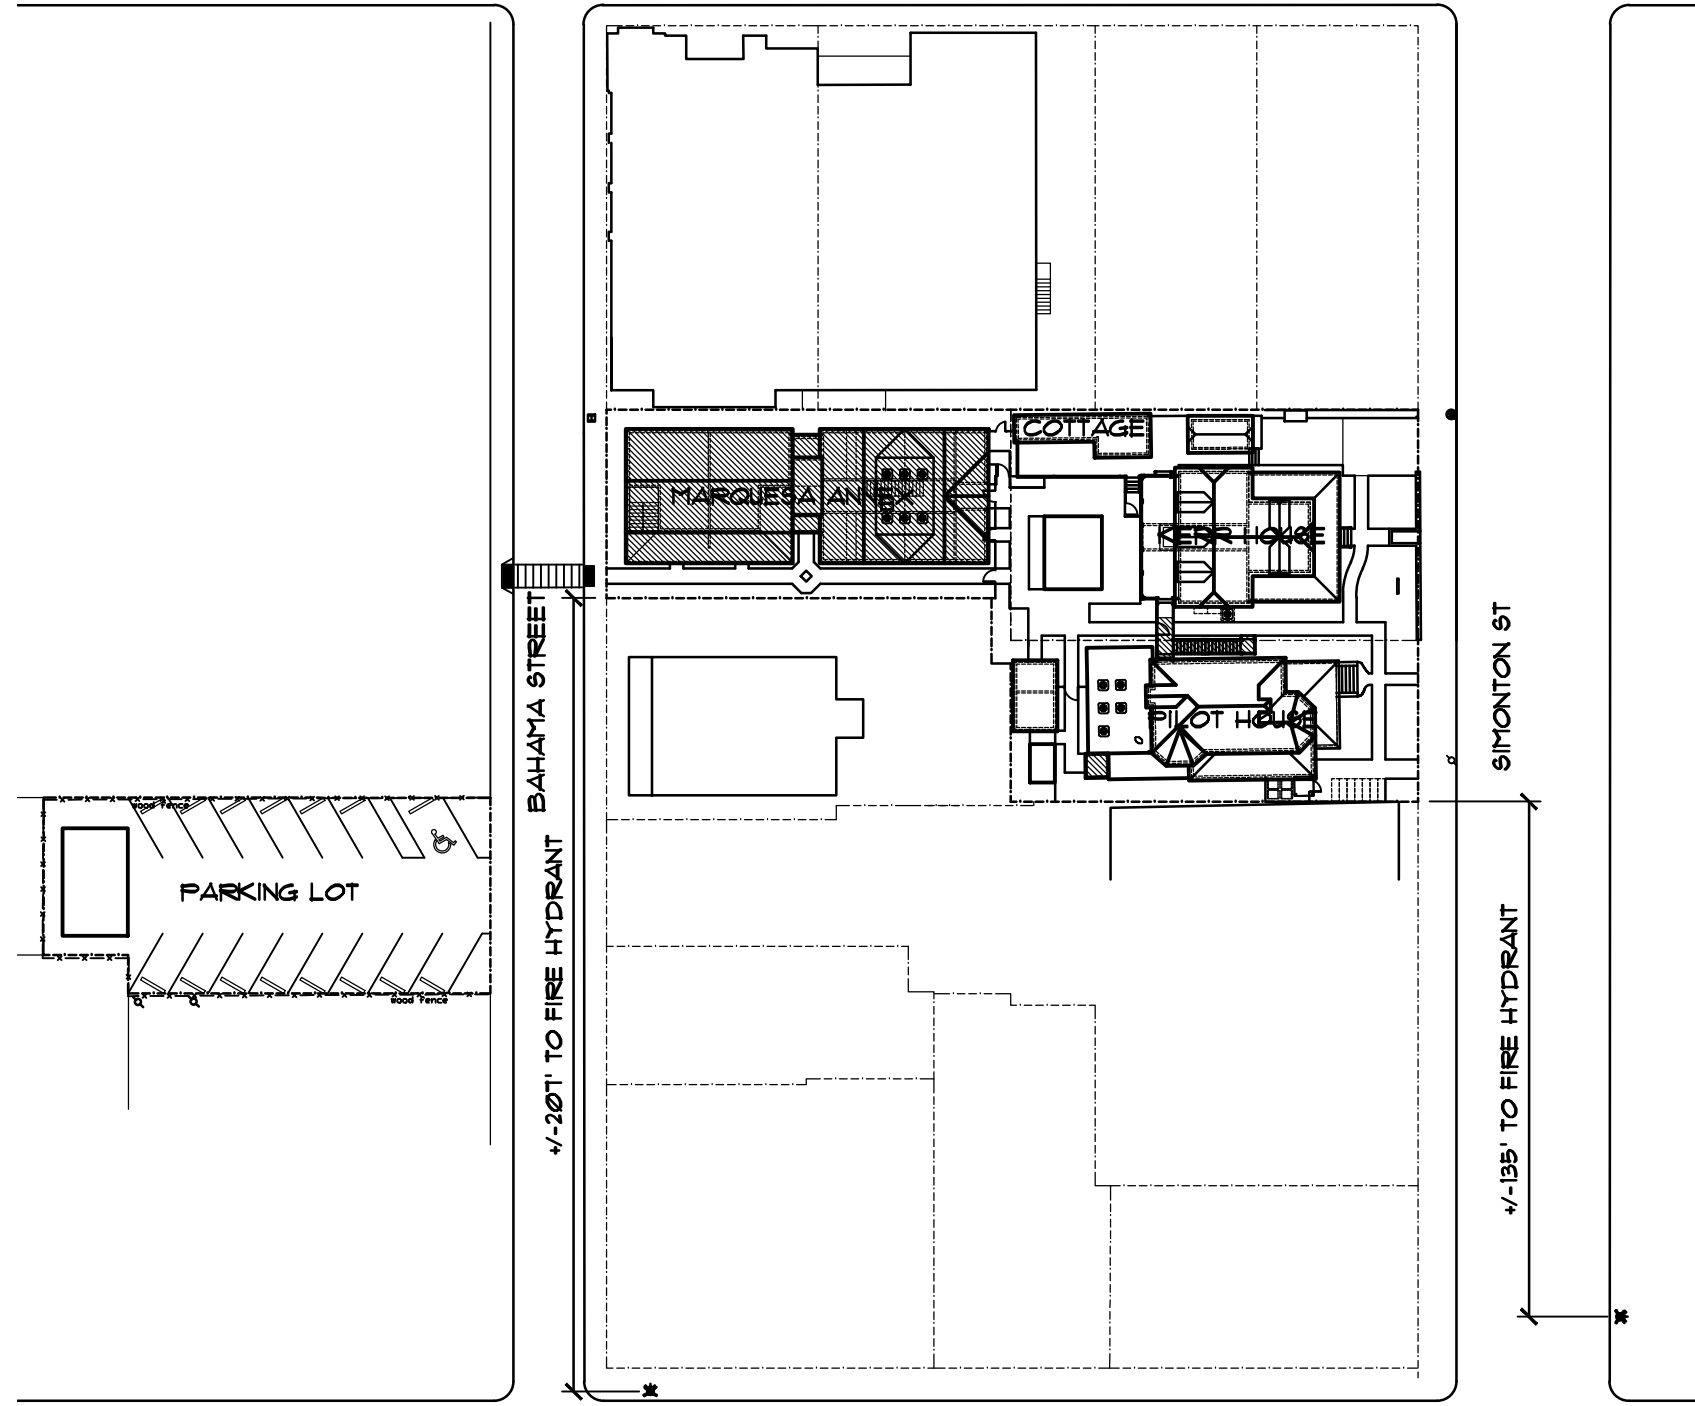 COTTAGE
MARQUESA ANNEX
KERR HOUSE
BAHAMA STREET
SIMONTON ST
PILOT HOUSE
wood fence
PARKING LOT
wood fence
+/-207' TO FIRE HYDRANT
+/-135' TO FIRE HYDRANT